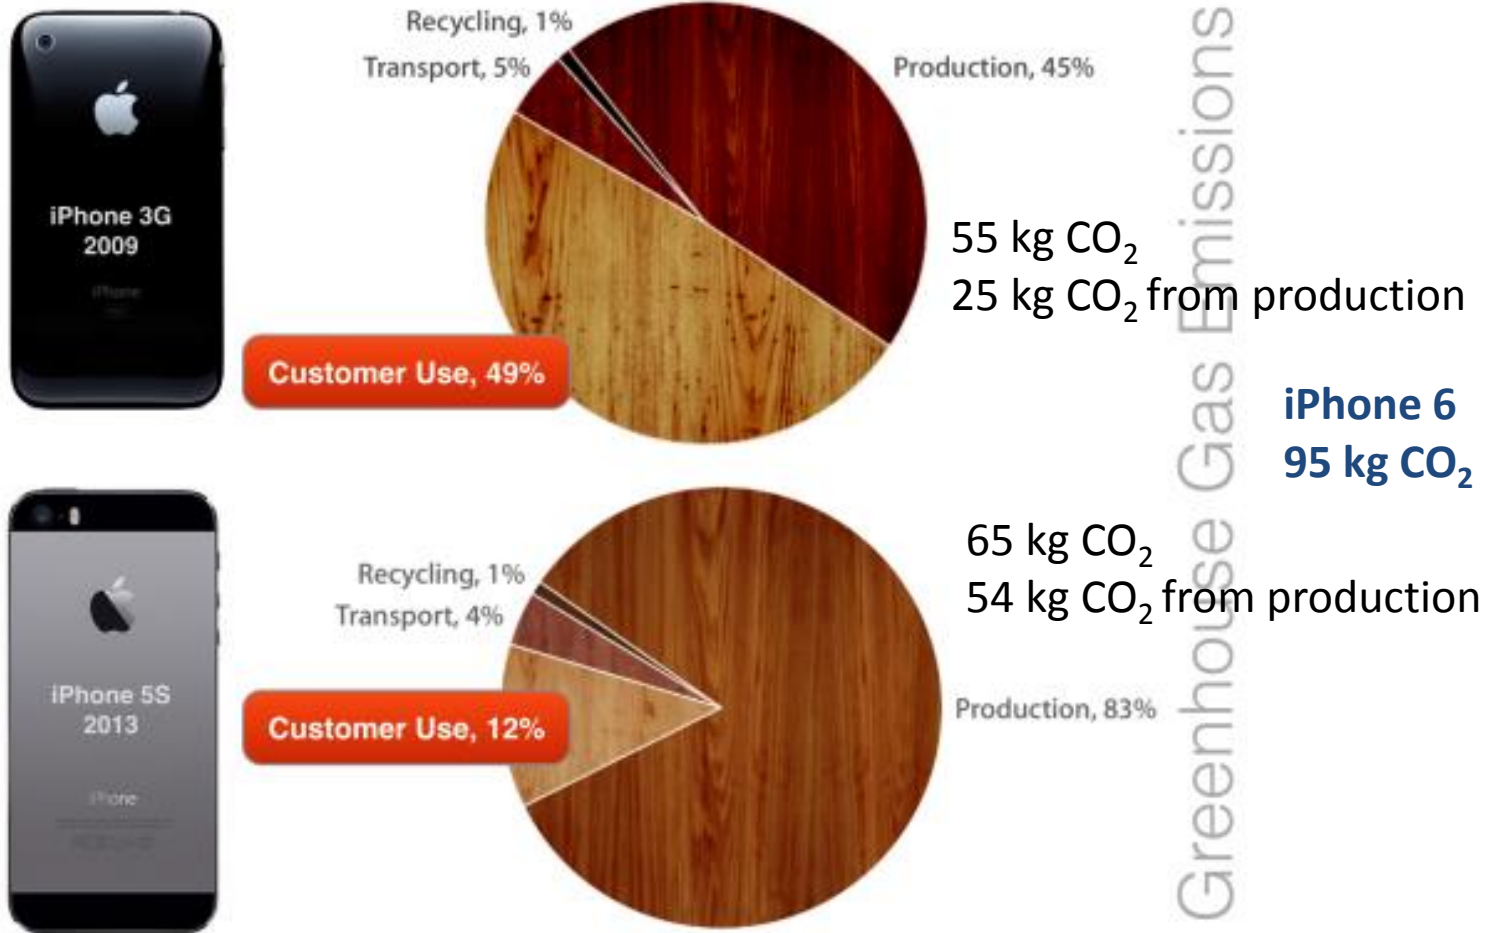 Recycling, 1%
Transport, 5%
Production, 45%
iPhone 3G
2009
iPhone
Customer Use, 49%
55 kg CO₂
25 kg CO₂ from production
iPhone 6
95 kg CO₂
Greenhouse Gas Emissions
Recycling, 1%
Transport, 4%
iPhone 5S
2013
iPhone
Customer Use, 12%
65 kg CO₂
54 kg CO₂ from production
Production, 83%